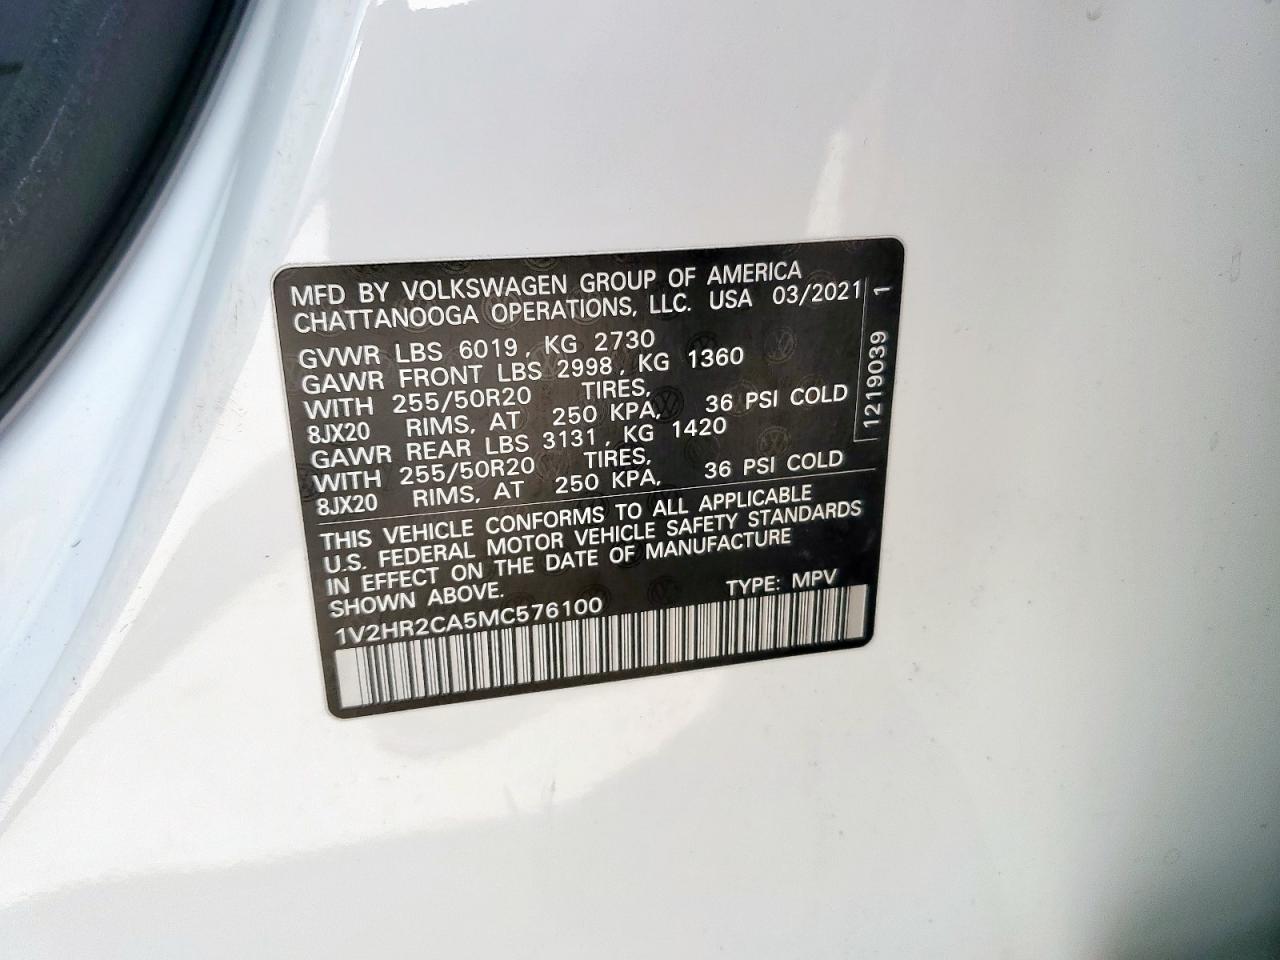 MFD BY VOLKSWAGEN GROUP OF AMERICA
CHATTANOOGA OPERATIONS, LLC. USA 03/2021
GVWR LBS 6019, KG 2730
GAWR FRONT LBS 2998, KG 1360
WITH 255/50R20 TIRES,
8JX20 RIMS, AT 250 KPA, 36 PSI COLD
GAWR REAR LBS 3131, KG 1420
WITH 255/50R20 TIRES,
8JX20 RIMS, AT 250 KPA, 36 PSI COLD
1219039 1
THIS VEHICLE CONFORMS TO ALL APPLICABLE
U.S. FEDERAL MOTOR VEHICLE SAFETY STANDARDS
IN EFFECT ON THE DATE OF MANUFACTURE
SHOWN ABOVE.
TYPE: MPV
1V2HR2CA5MC576100